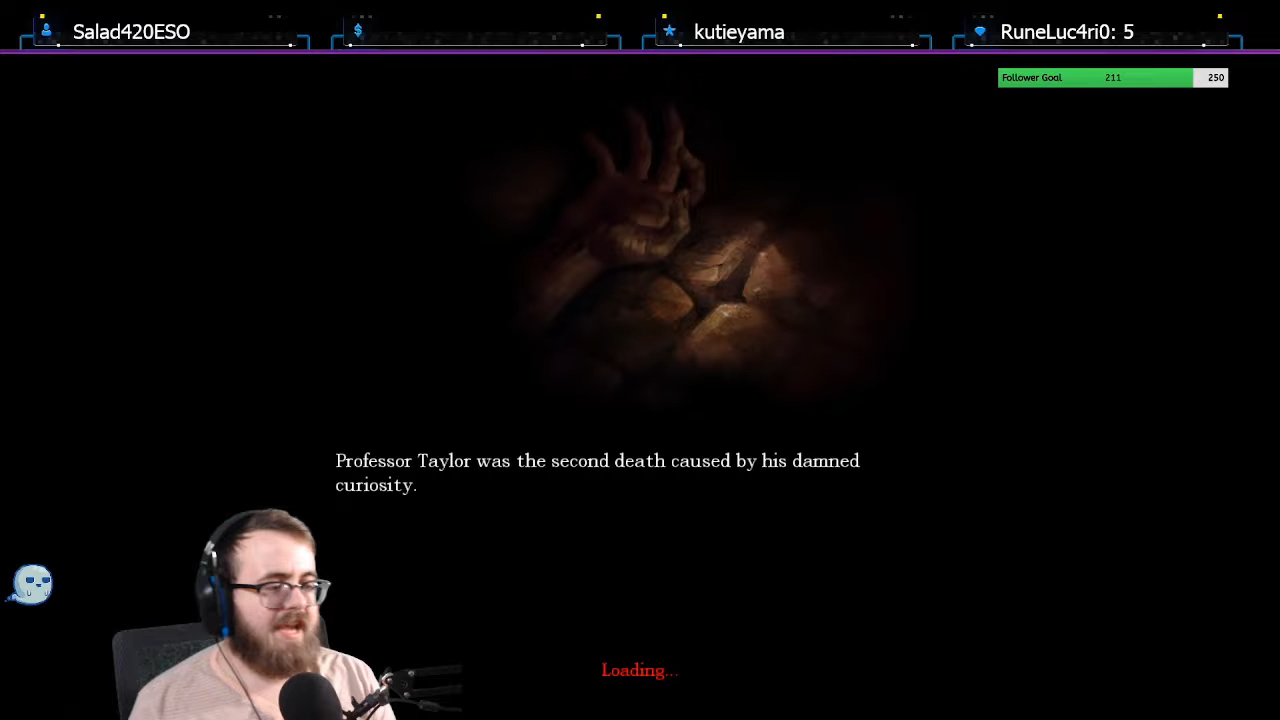 Salad420ESO
kutieyama
RuneLuc4ri0: 5
Follower Goal 211 250
Professor Taylor was the second death caused by his damned
curiosity.
Loading...